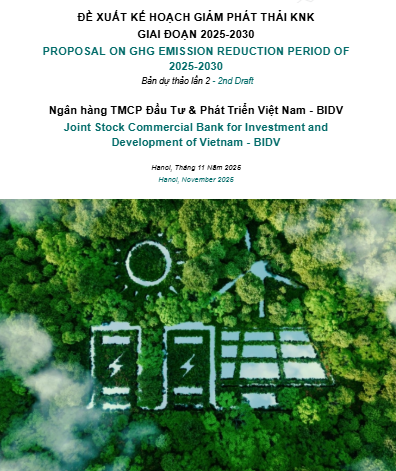 ĐỀ XUẤT KẾ HOẠCH GIẢM PHÁT THẢI KNK
GIAI ĐOẠN 2025-2030
PROPOSAL ON GHG EMISSION REDUCTION PERIOD OF
2025-2030
Bản dự thảo lần 2 - 2nd Draft
Ngân hàng TMCP Đầu Tư & Phát Triển Việt Nam - BIDV
Joint Stock Commercial Bank for Investment and
Development of Vietnam - BIDV
Hanoi, Tháng 11 Năm 2025
Hanoi, November 2025